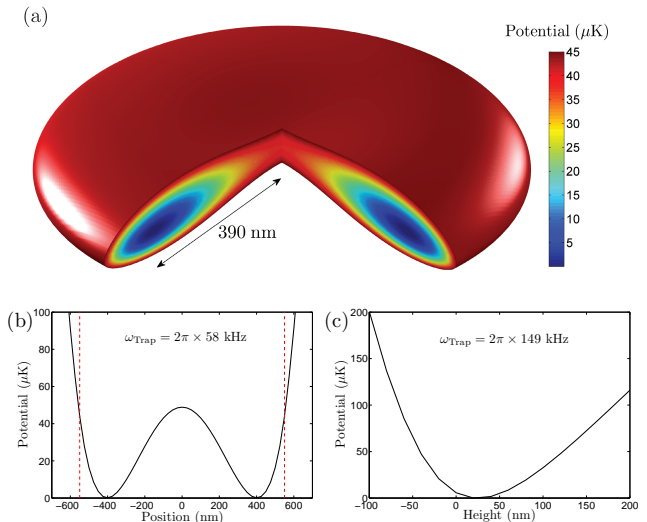 (a)
Potential (μK)
45
40
35
30
25
20
15
10
5
390 nm
(b)
100
80
60
40
20
0
Potential (μK)
ω_Trap = 2π × 58 kHz
−600 −400 −200 0 200 400 600
Position (nm)
(c)
200
150
100
50
0
Potential (μK)
ω_Trap = 2π × 149 kHz
−100 −50 0 50 100 150 200
Height (nm)